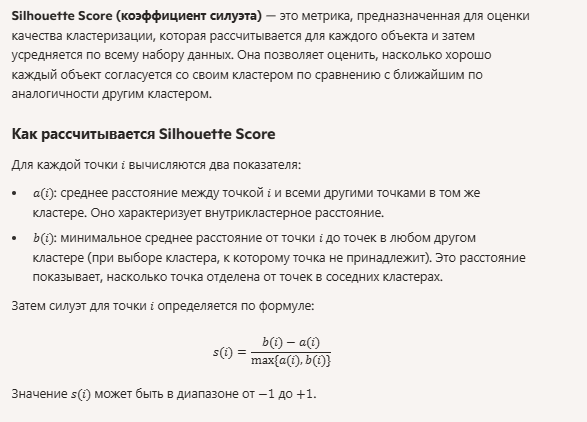 Silhouette Score (коэффициент силуэта) — это метрика, предназначенная для оценки
качества кластеризации, которая рассчитывается для каждого объекта и затем
усредняется по всему набору данных. Она позволяет оценить, насколько хорошо
каждый объект согласуется со своим кластером по сравнению с ближайшим по
аналогичности другим кластером.
Как рассчитывается Silhouette Score
Для каждой точки i вычисляются два показателя:
• a(i): среднее расстояние между точкой i и всеми другими точками в том же
кластере. Оно характеризует внутрикластерное расстояние.
• b(i): минимальное среднее расстояние от точки i до точек в любом другом
кластере (при выборе кластера, к которому точка не принадлежит). Это расстояние
показывает, насколько точка отделена от точек в соседних кластерах.
Затем силуэт для точки i определяется по формуле:
s(i) = (b(i) − a(i)) / max{a(i), b(i)}
Значение s(i) может быть в диапазоне от −1 до +1.